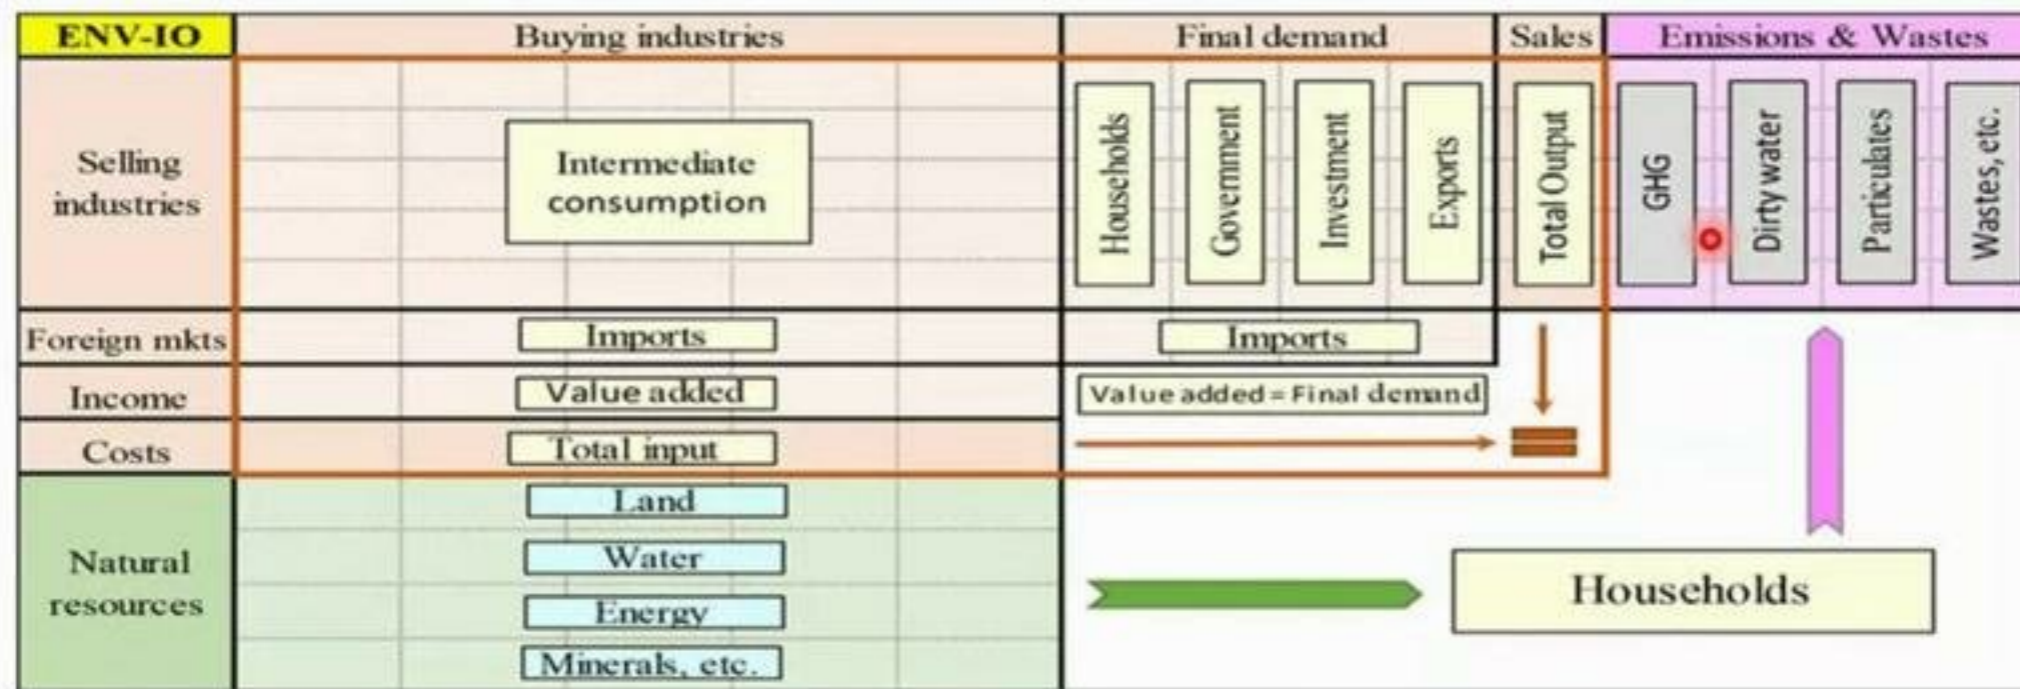 ENV-IO
Buying industries
Final demand
Sales
Emissions & Wastes
Selling
industries
Intermediate
consumption
Households
Government
Investment
Exports
Total Output
GHG
Dirty water
Particulates
Wastes, etc.
Foreign mkts
Imports
Imports
Income
Value added
Value added = Final demand
Costs
Total input
Natural
resources
Land
Water
Energy
Minerals, etc.
Households